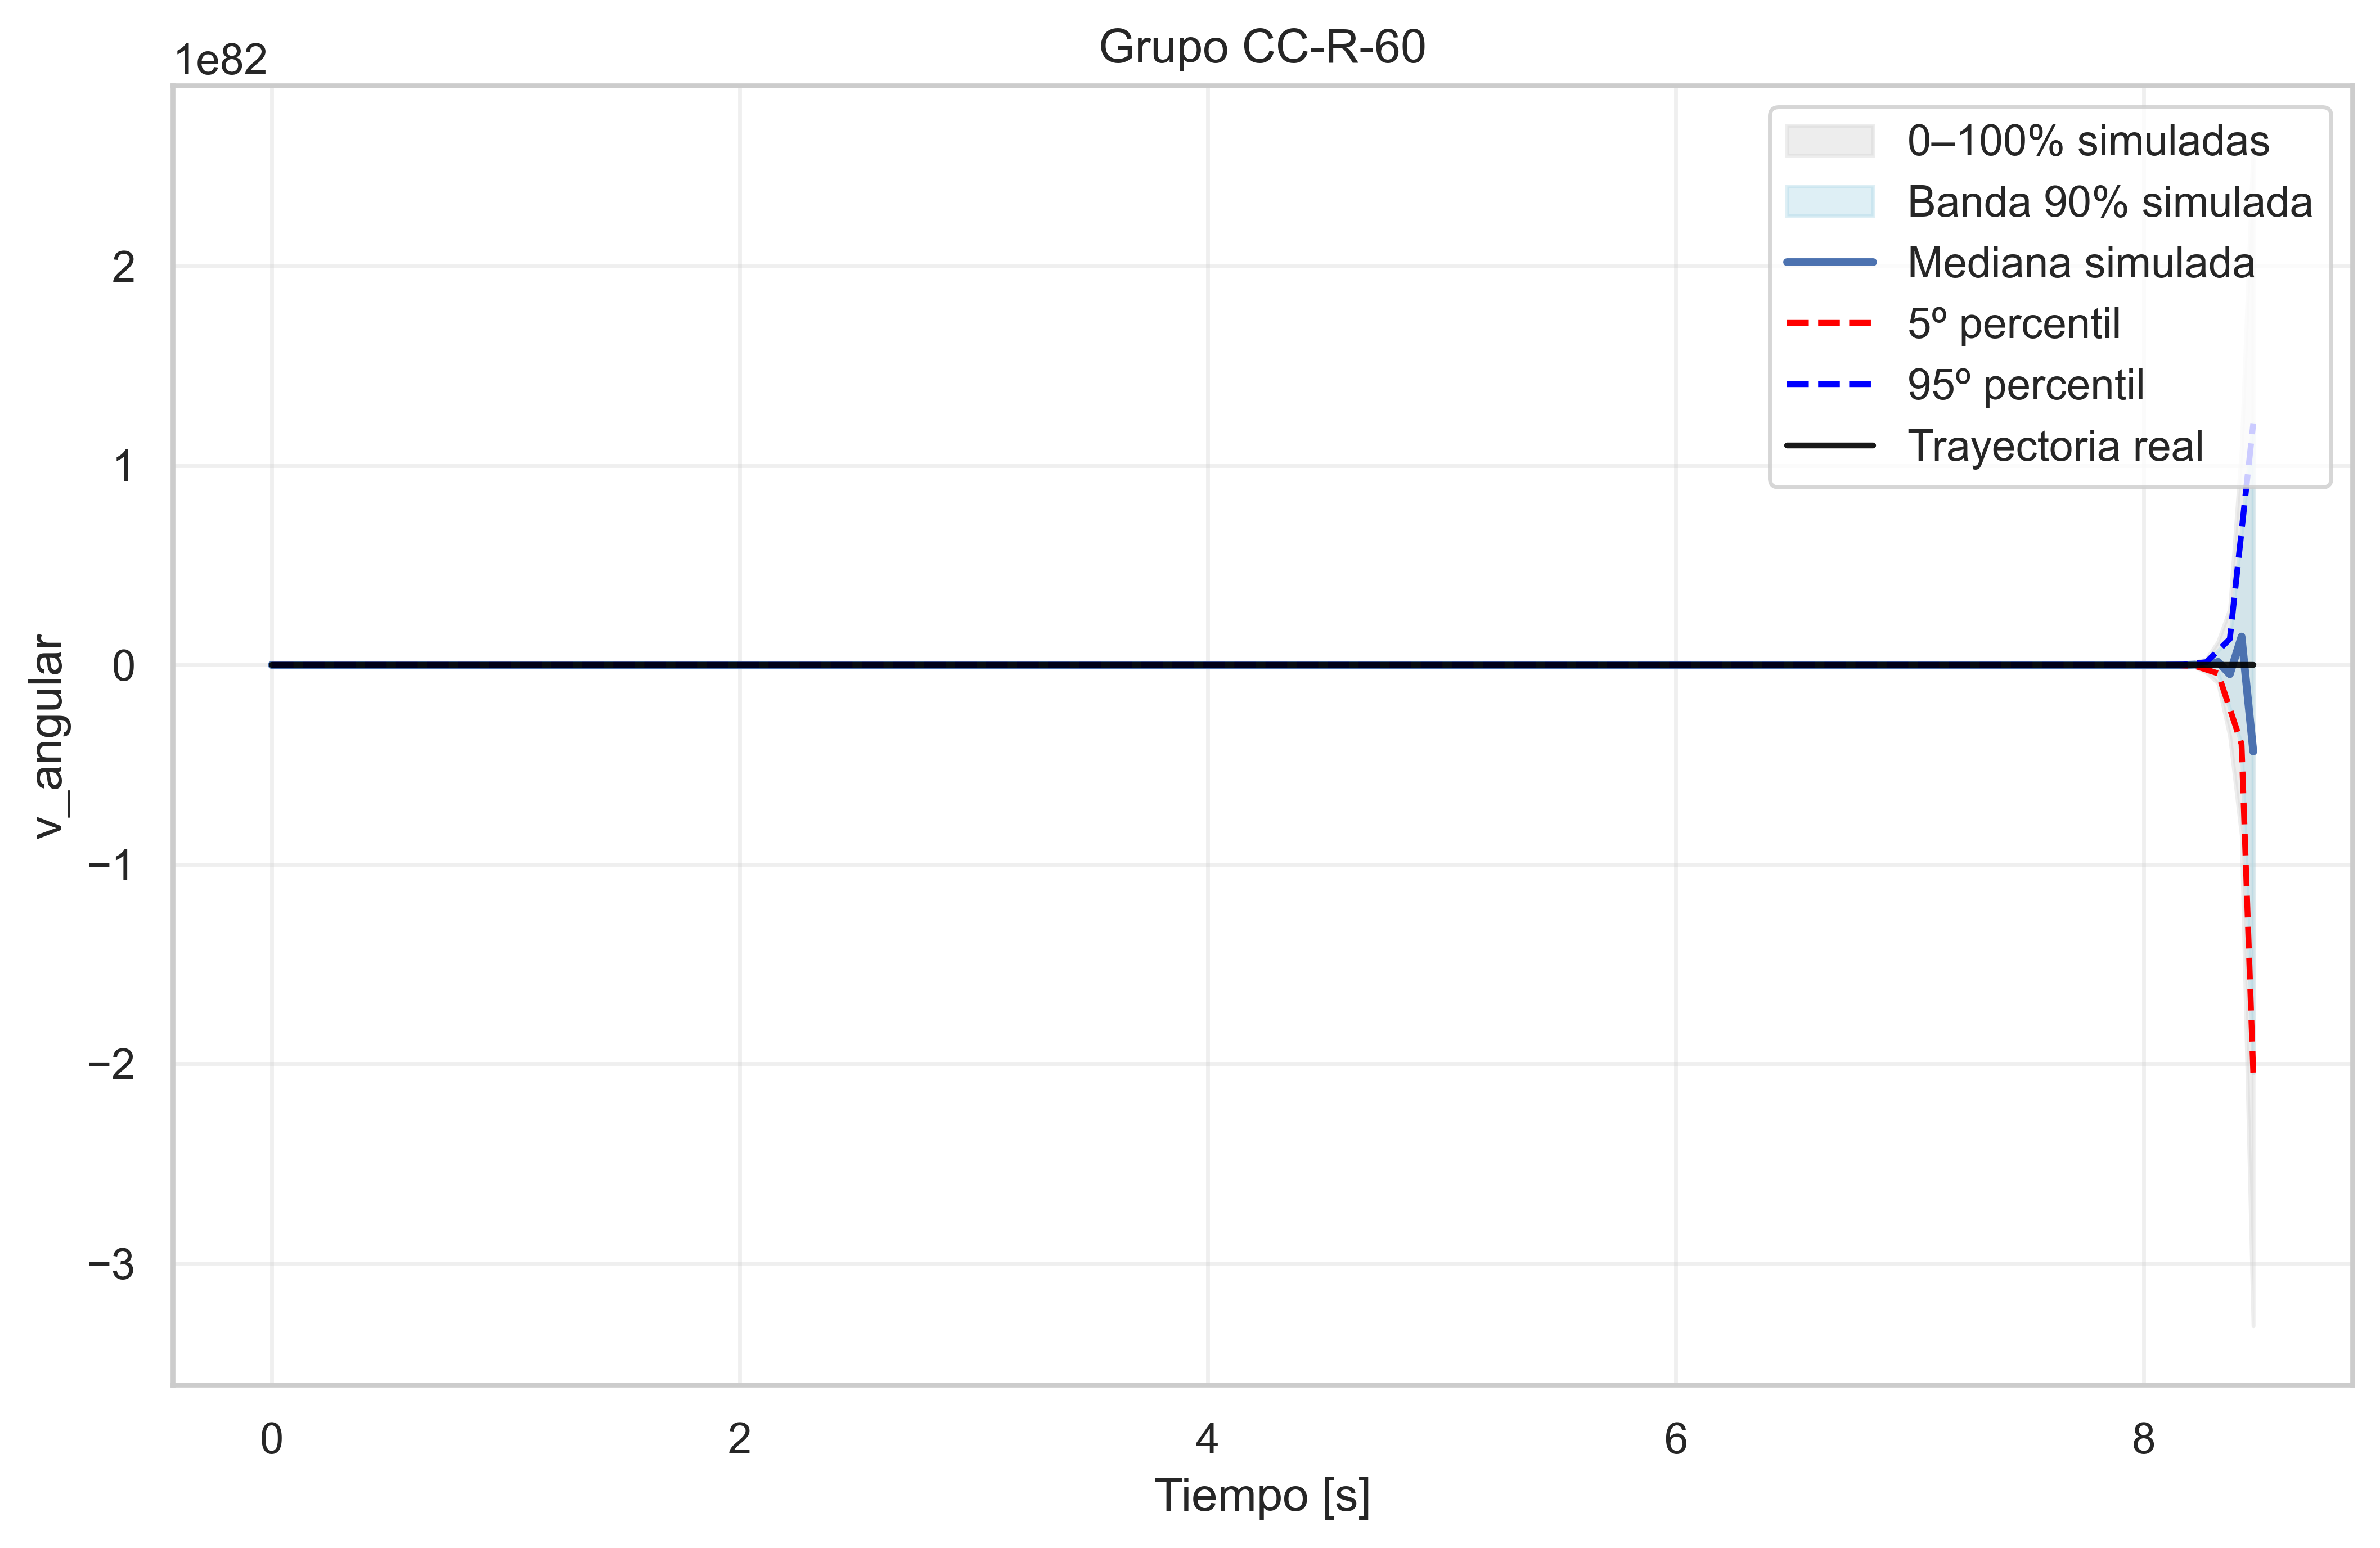 Grupo CC-R-60
1e82
2
1
0
−1
−2
−3
v_angular
0–100% simuladas
Banda 90% simulada
Mediana simulada
5º percentil
95º percentil
Trayectoria real
0 2 4 6 8
Tiempo [s]